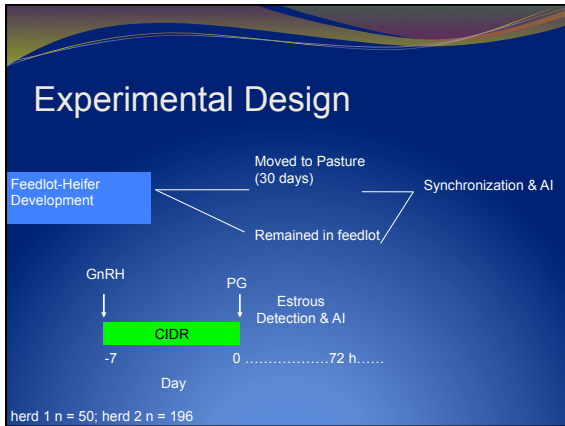 Experimental Design
Feedlot-Heifer
Development
Moved to Pasture
(30 days)
Remained in feedlot
Synchronization & AI
GnRH
PG
Estrous
Detection & AI
CIDR
-7
0 ..................72 h......
Day
herd 1 n = 50; herd 2 n = 196